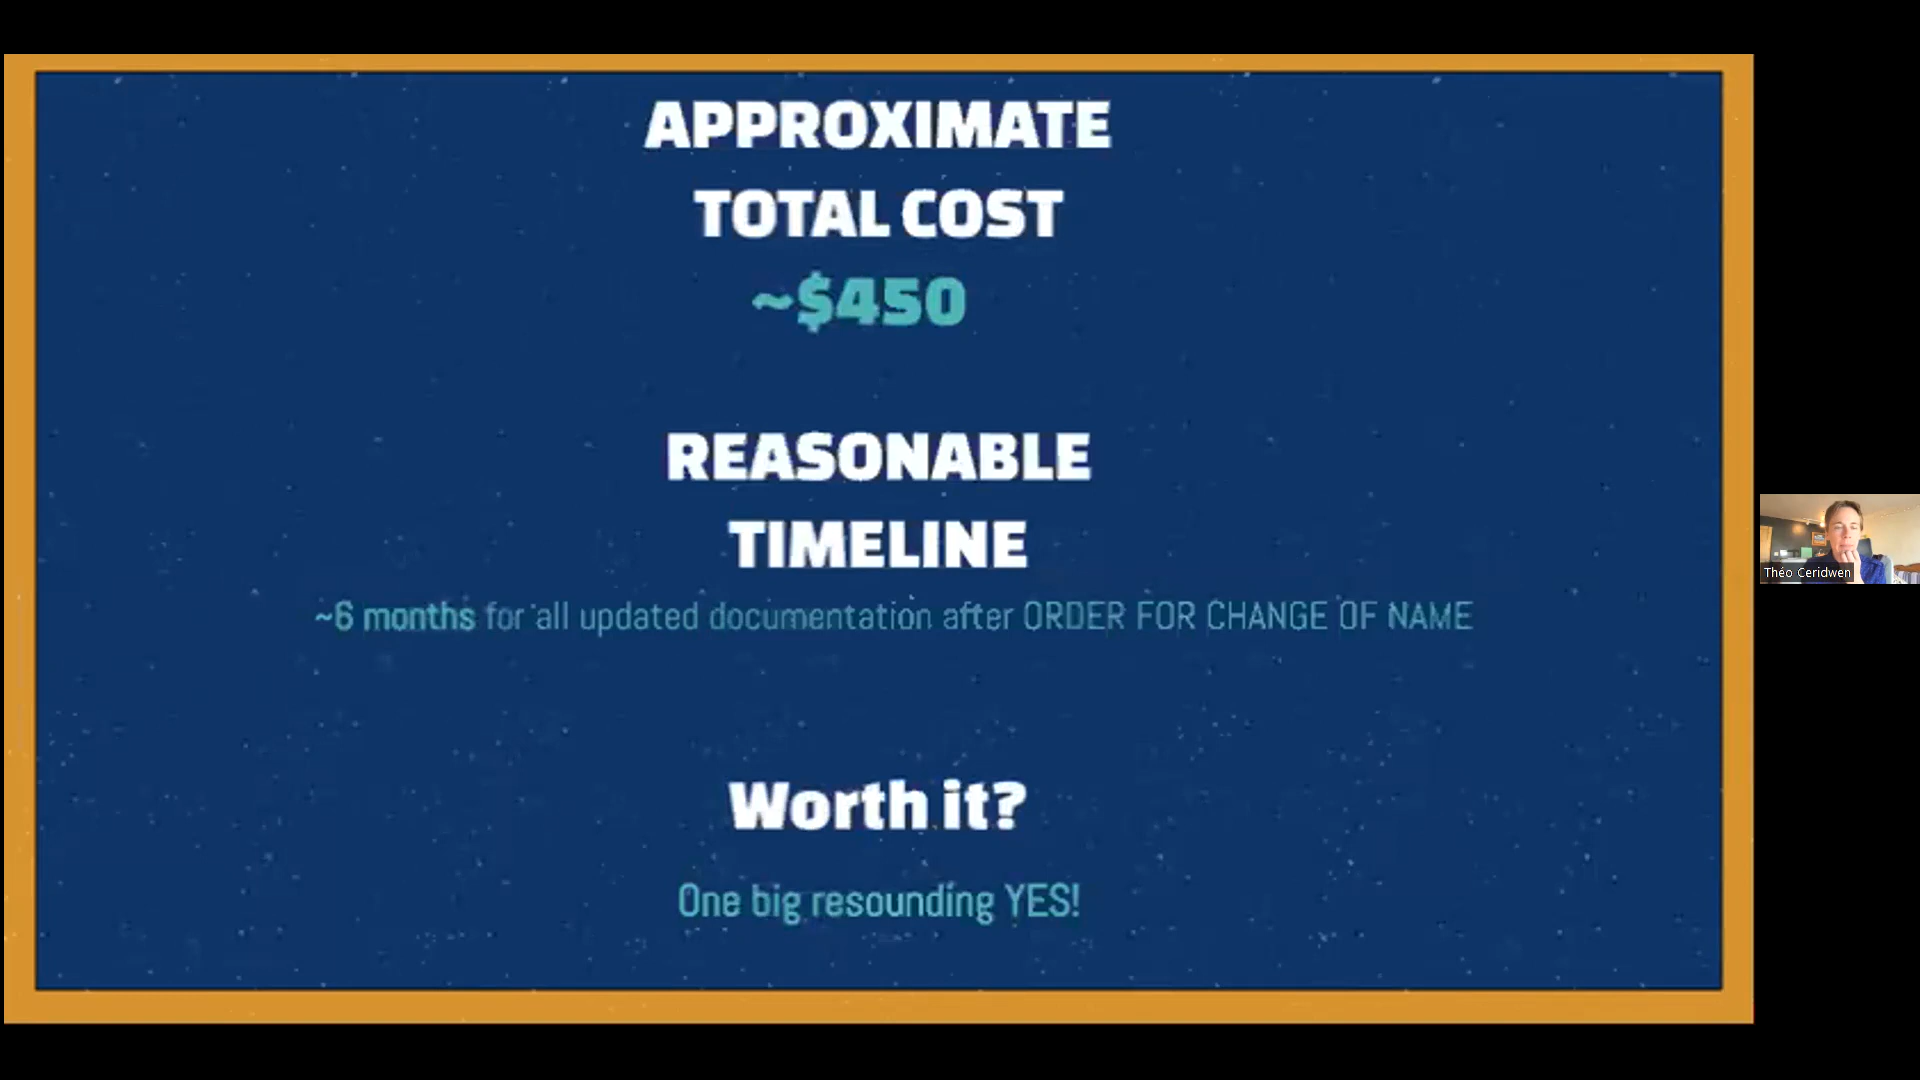 APPROXIMATE
TOTAL COST
~$450
REASONABLE
TIMELINE
~6 months for all updated documentation after ORDER FOR CHANGE OF NAME
Worth it?
One big resounding YES!
Théo Ceridwen